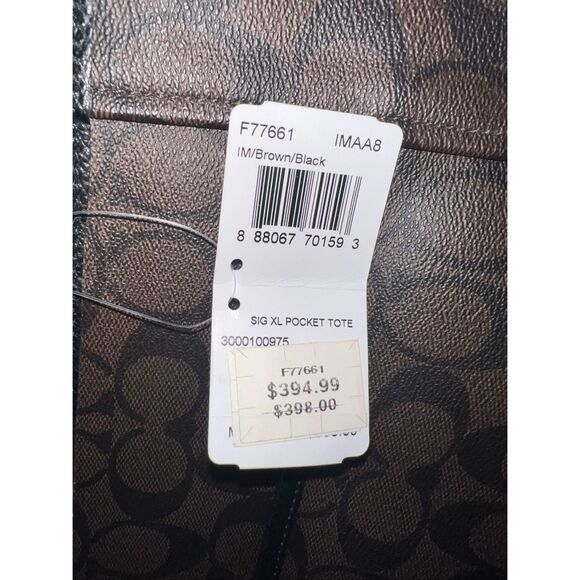 F77661 IMAA8
IM/Brown/Black
8 88067 70159 3
SIG XL POCKET TOTE
3000100975
F77661
$394.99
$398.00
M